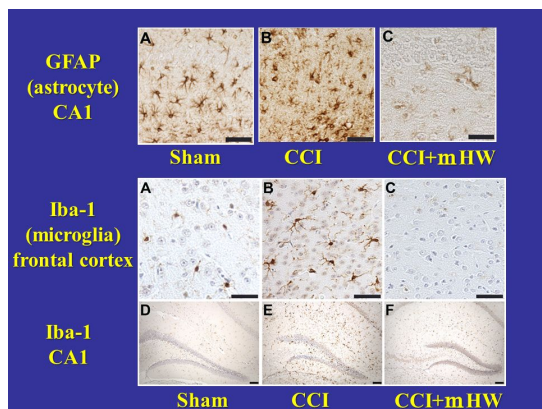 GFAP
(astrocyte)
CA1
A
B
C
Sham
CCI
CCI+mHW
Iba-1
(microglia)
frontal cortex
A
B
C
Iba-1
CA1
D
E
F
Sham
CCI
CCI+mHW